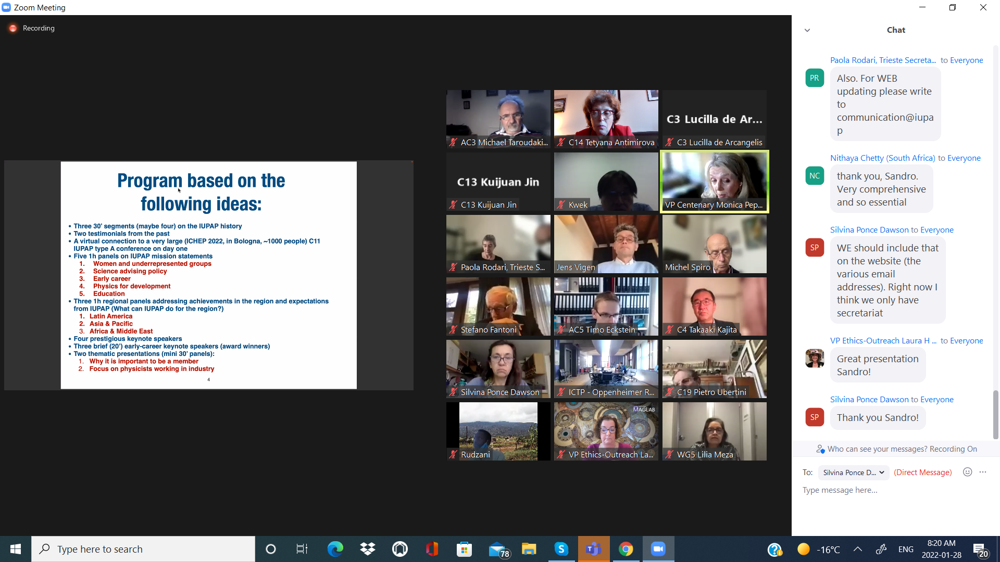 Zoom Meeting
Recording
Program based on the
following ideas:
• Three 30' segments (maybe four) on the IUPAP history
• Two testimonials from the past
• A virtual connection to a very large (ICHEP 2022, in Bologna, ~1000 people) C11
IUPAP type A conference on day one
• Five 1h panels on IUPAP mission statements
1. Women and underrepresented groups
2. Science advising policy
3. Early career
4. Physics for development
5. Education
• Three 1h regional panels addressing achievements in the region and expectations
from IUPAP (What can IUPAP do for the region?)
1. Latin America
2. Asia & Pacific
3. Africa & Middle East
• Four prestigious keynote speakers
• Three brief (20') early-career keynote speakers (award winners)
• Two thematic presentations (mini 30' panels):
1. Why it is important to be a member
2. Focus on physicists working in industry
4
AC3 Michael Taroudaki...
C14 Tetyana Antimirova
C3 Lucilla de Ar...
C3 Lucilla de Arcangelis
C13 Kuijuan Jin
C13 Kuijuan Jin
Kwek
VP Centenary Monica Pep...
Paola Rodari, Trieste S...
Jens Vigen
Michel Spiro
Stefano Fantoni
AC5 Timo Eckstein
C4 Takaaki Kajita
Silvina Ponce Dawson
ICTP - Oppenheimer R...
C19 Pietro Ubertini
Rudzani
MAGLAB
VP Ethics-Outreach La...
WG5 Lilia Meza
Chat
Paola Rodari, Trieste Secreta... to Everyone
PR
Also. For WEB
updating please write
to
communication@iupa
p
Nithaya Chetty (South Africa) to Everyone
NC
thank you, Sandro.
Very comprehensive
and so essential
Silvina Ponce Dawson to Everyone
SP
WE should include that
on the website (the
various email
addresses). Right now I
think we only have
secretariat
VP Ethics-Outreach Laura H ... to Everyone
Great presentation
Sandro!
Silvina Ponce Dawson to Everyone
SP
Thank you Sandro!
Who can see your messages? Recording On
To: Silvina Ponce D... (Direct Message)
Type message here...
Type here to search
78
-16°C
ENG
8:20 AM
2022-01-28
20